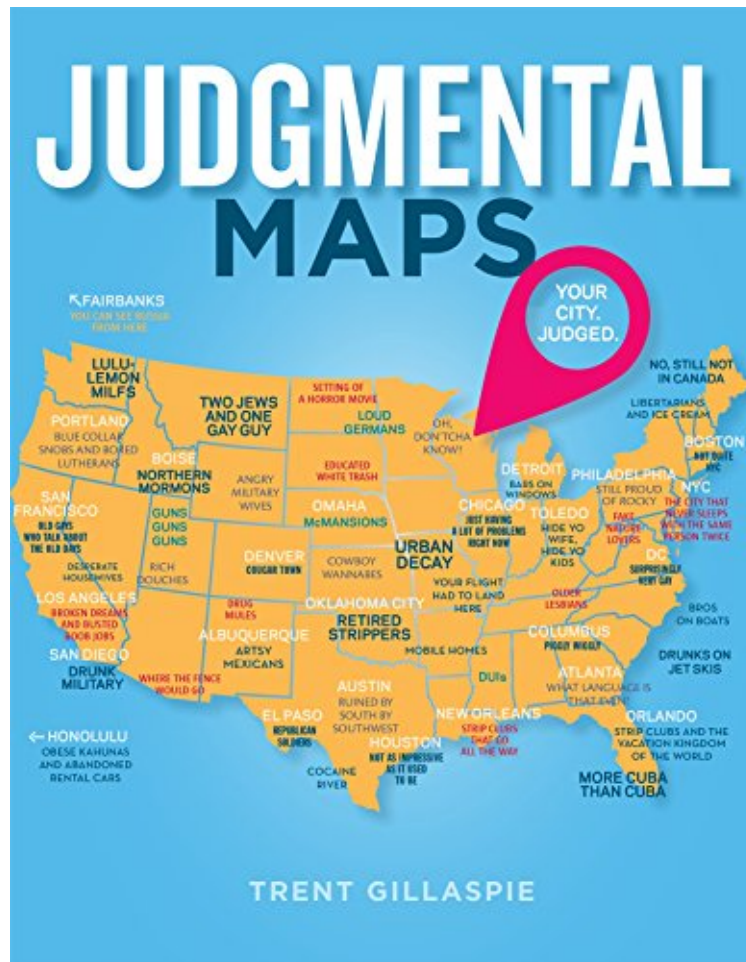 JUDGMENTAL
MAPS
YOUR
CITY.
JUDGED.
↖FAIRBANKS
YOU CAN SEE RUSSIA
FROM HERE
LULU-
LEMON
MILFS
PORTLAND
BLUE COLLAR
SNOBS AND BORED
LUTHERANS
TWO JEWS
AND ONE
GAY GUY
SETTING OF
A HORROR MOVIE
LOUD
GERMANS
OH,
DON'TCHA
KNOW!
NO, STILL NOT
IN CANADA
LIBERTARIANS
AND ICE CREAM
BOSTON
NOT QUITE
NYC
BOISE
NORTHERN
MORMONS
ANGRY
MILITARY
WIVES
EDUCATED
WHITE TRASH
DETROIT
BARS ON
WINDOWS
PHILADELPHIA
STILL PROUD
OF ROCKY
NYC
THE CITY THAT
NEVER SLEEPS
WITH THE SAME
PERSON TWICE
SAN
FRANCISCO
OLD GAYS
WHO TALK ABOUT
THE OLD DAYS
GUNS
GUNS
GUNS
OMAHA
McMANSIONS
CHICAGO
JUST HAVING
A LOT OF PROBLEMS
RIGHT NOW
TOLEDO
HIDE YO
WIFE,
HIDE YO
KIDS
FAKE
NATURE
LOVERS
DC
SURPRISINGLY
VERY GAY
DESPERATE
HOUSEWIVES
RICH
DOUCHES
DENVER
COUGAR TOWN
COWBOY
WANNABES
URBAN
DECAY
YOUR FLIGHT
HAD TO LAND
HERE
OLDER
LESBIANS
BROS
ON BOATS
LOS ANGELES
BROKEN DREAMS
AND BUSTED
BOOB JOBS
DRUG
MULES
OKLAHOMA CITY
RETIRED
STRIPPERS
COLUMBUS
PIGGLY WIGGLY
DRUNKS ON
JET SKIS
SAN DIEGO
DRUNK
MILITARY
ALBUQUERQUE
ARTSY
MEXICANS
MOBILE HOMES
DUIs
ATLANTA
WHAT LANGUAGE IS
THAT EVEN?
WHERE THE FENCE
WOULD GO
AUSTIN
RUINED BY
SOUTH BY
SOUTHWEST
EL PASO
REPUBLICAN
SOLDIERS
HOUSTON
NOT AS IMPRESSIVE
AS IT USED
TO BE
NEW ORLEANS
STRIP CLUBS
THAT GO
ALL THE WAY
ORLANDO
STRIP CLUBS AND THE
VACATION KINGDOM
OF THE WORLD
←HONOLULU
OBESE KAHUNAS
AND ABANDONED
RENTAL CARS
COCAINE
RIVER
MORE CUBA
THAN CUBA
TRENT GILLASPIE